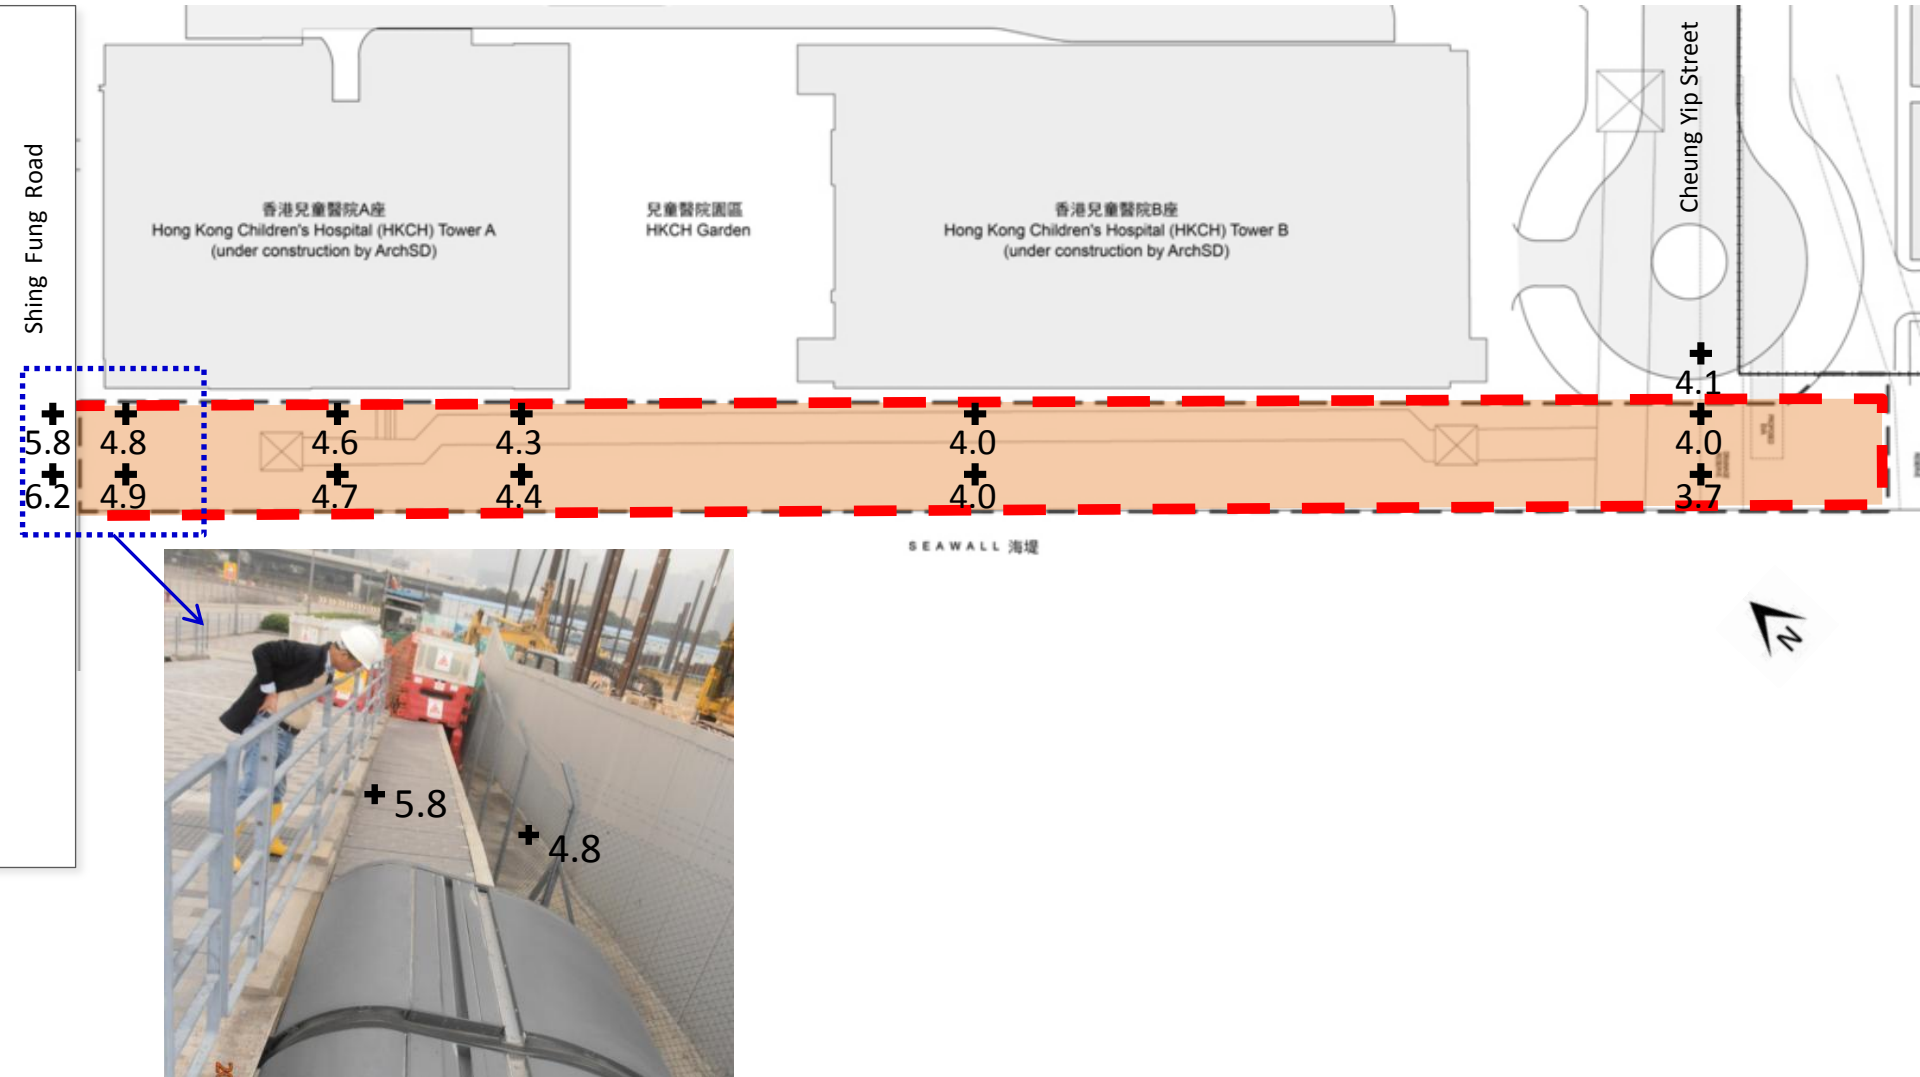 Shing Fung Road
香港兒童醫院A座
Hong Kong Children's Hospital (HKCH) Tower A
(under construction by ArchSD)
兒童醫院園區
HKCH Garden
香港兒童醫院B座
Hong Kong Children's Hospital (HKCH) Tower B
(under construction by ArchSD)
Cheung Yip Street
4.1
5.8 4.8 4.6 4.3 4.0 4.0
6.2 4.9 4.7 4.4 4.0 3.7
SEAWALL 海堤
N
5.8
4.8